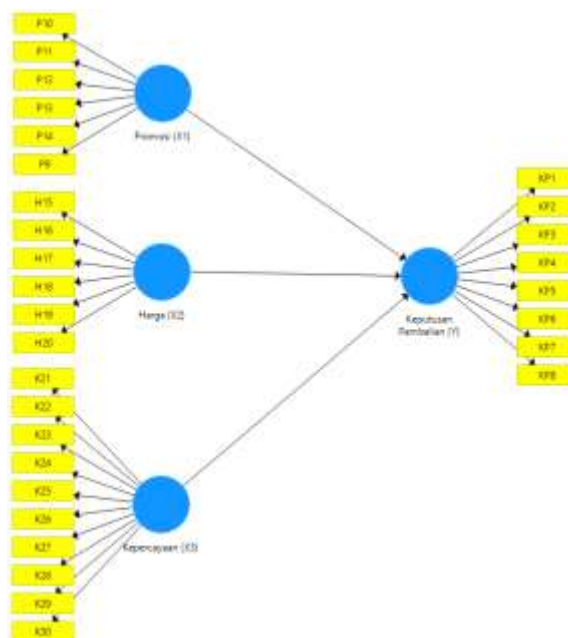 P10
P11
P12
P13
P14
P9
Promosi (X1)
H15
H16
H17
H18
H19
H20
Harga (X2)
K21
K22
K23
K24
K25
K26
K27
K28
K29
K30
Kepercayaan (X3)
KP1
KP2
KP3
KP4
KP5
KP6
KP7
KP8
Keputusan
Pembelian (Y)